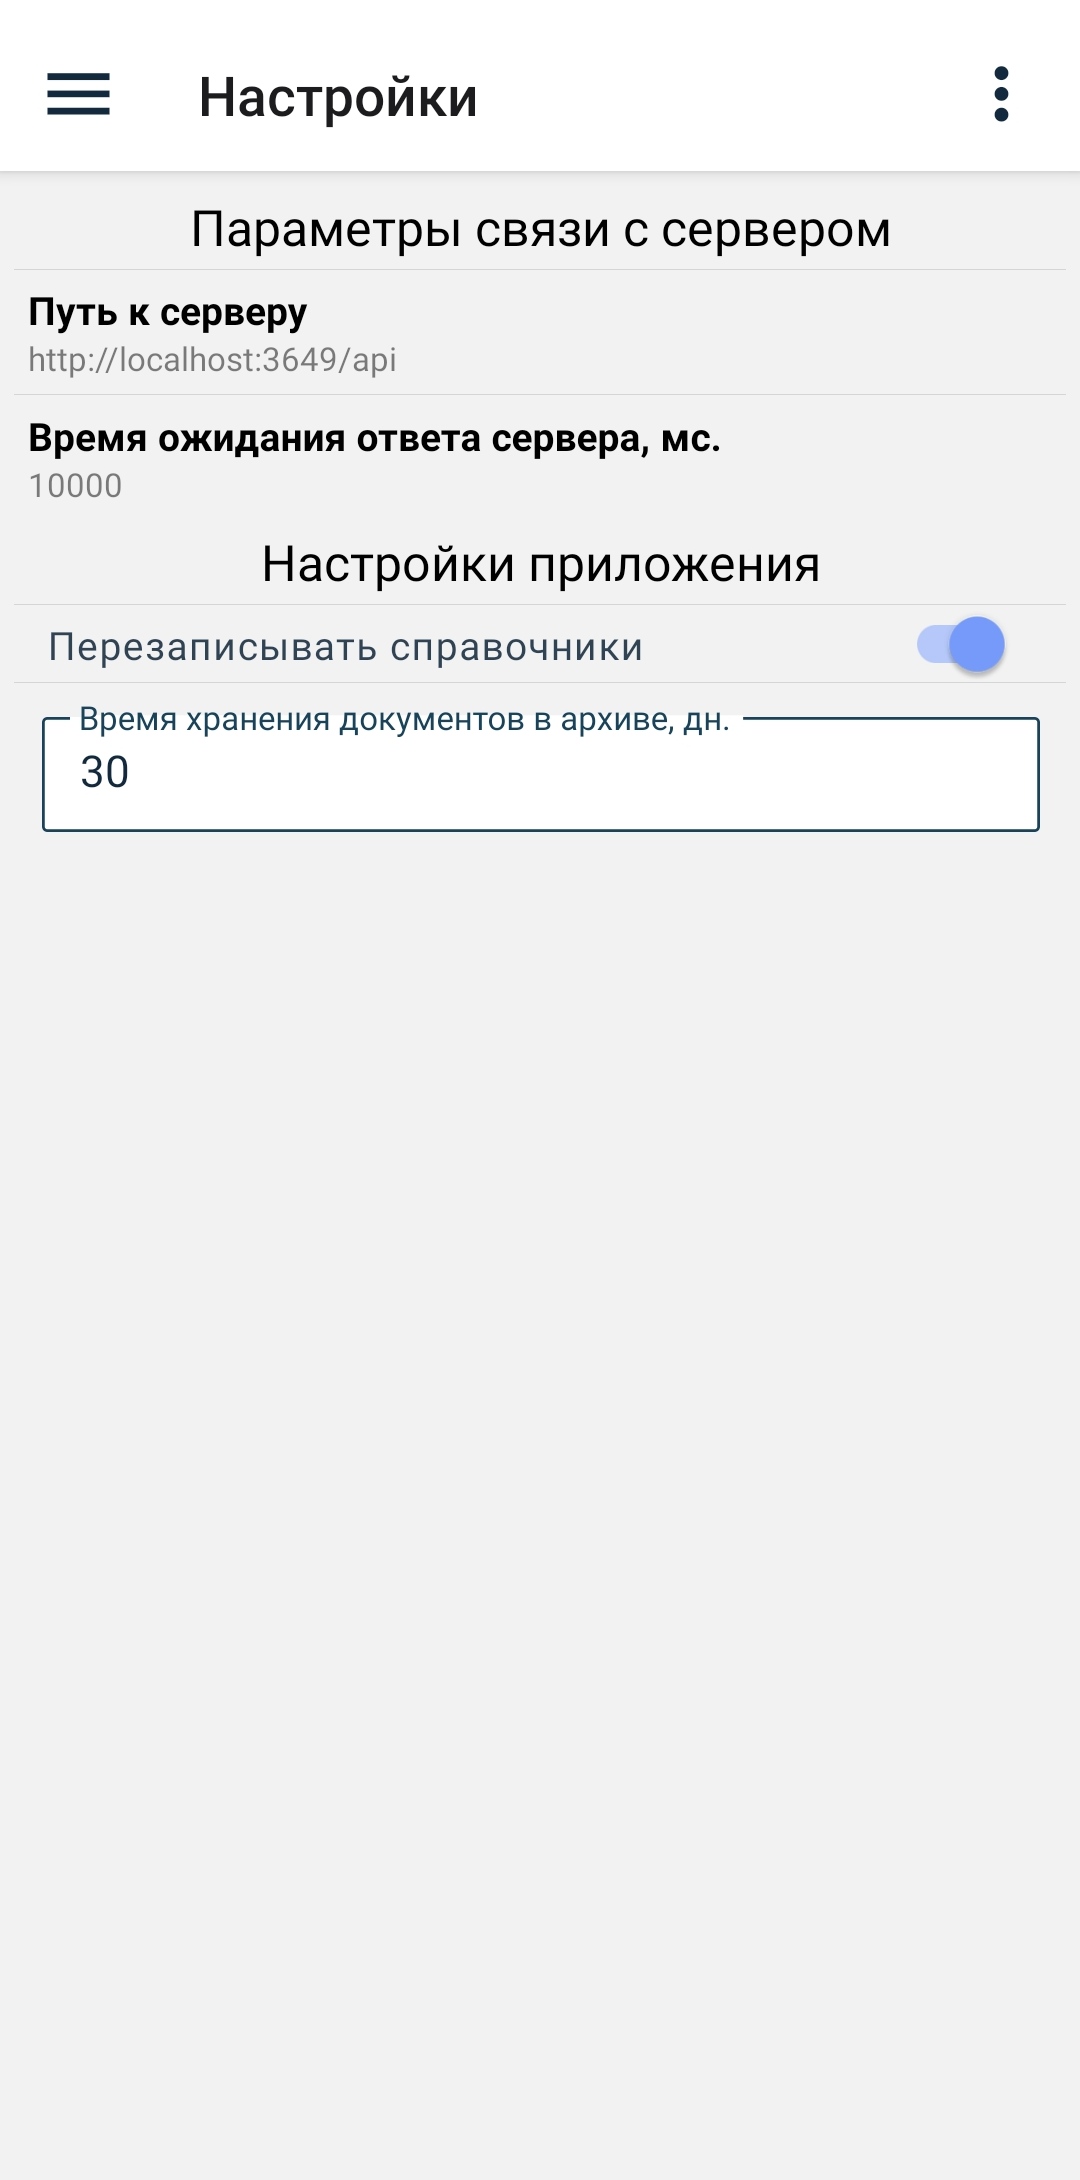 Настройки
Параметры связи с сервером
Путь к серверу
http://localhost:3649/api
Время ожидания ответа сервера, мс.
10000
Настройки приложения
Перезаписывать справочники
Время хранения документов в архиве, дн.
30